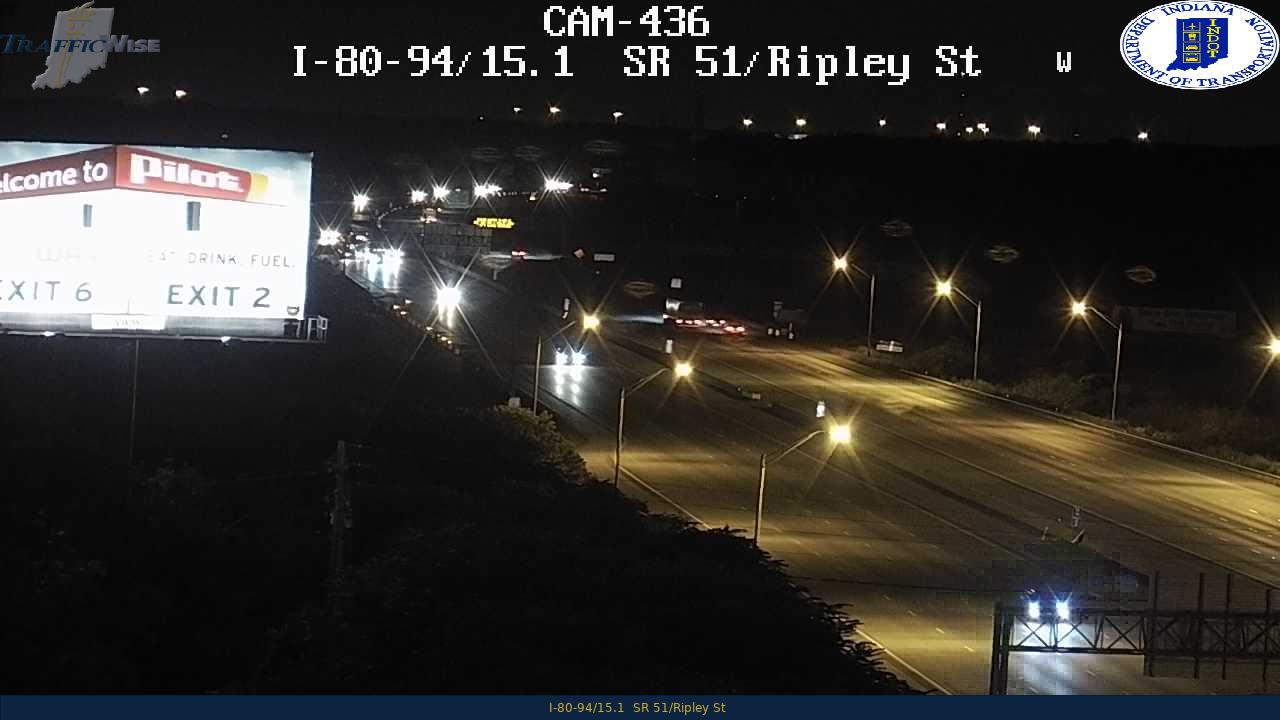 CAM-436
I-80-94/15.1 SR 51/Ripley St W
TRAFFICWISE
INDIANA
DEPARTMENT OF TRANSPORTATION
INDOT
elcome to Pilot
EAT. DRINK. FUEL.
EXIT 6 EXIT 2
I-80-94/15.1 SR 51/Ripley St